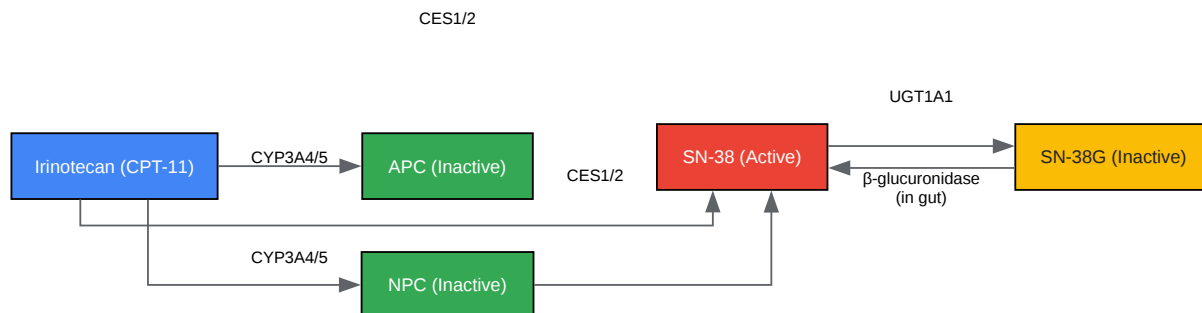 CES1/2
UGT1A1
Irinotecan (CPT-11)
CYP3A4/5
APC (Inactive)
CES1/2
SN-38 (Active)
β-glucuronidase
(in gut)
SN-38G (Inactive)
CYP3A4/5
NPC (Inactive)